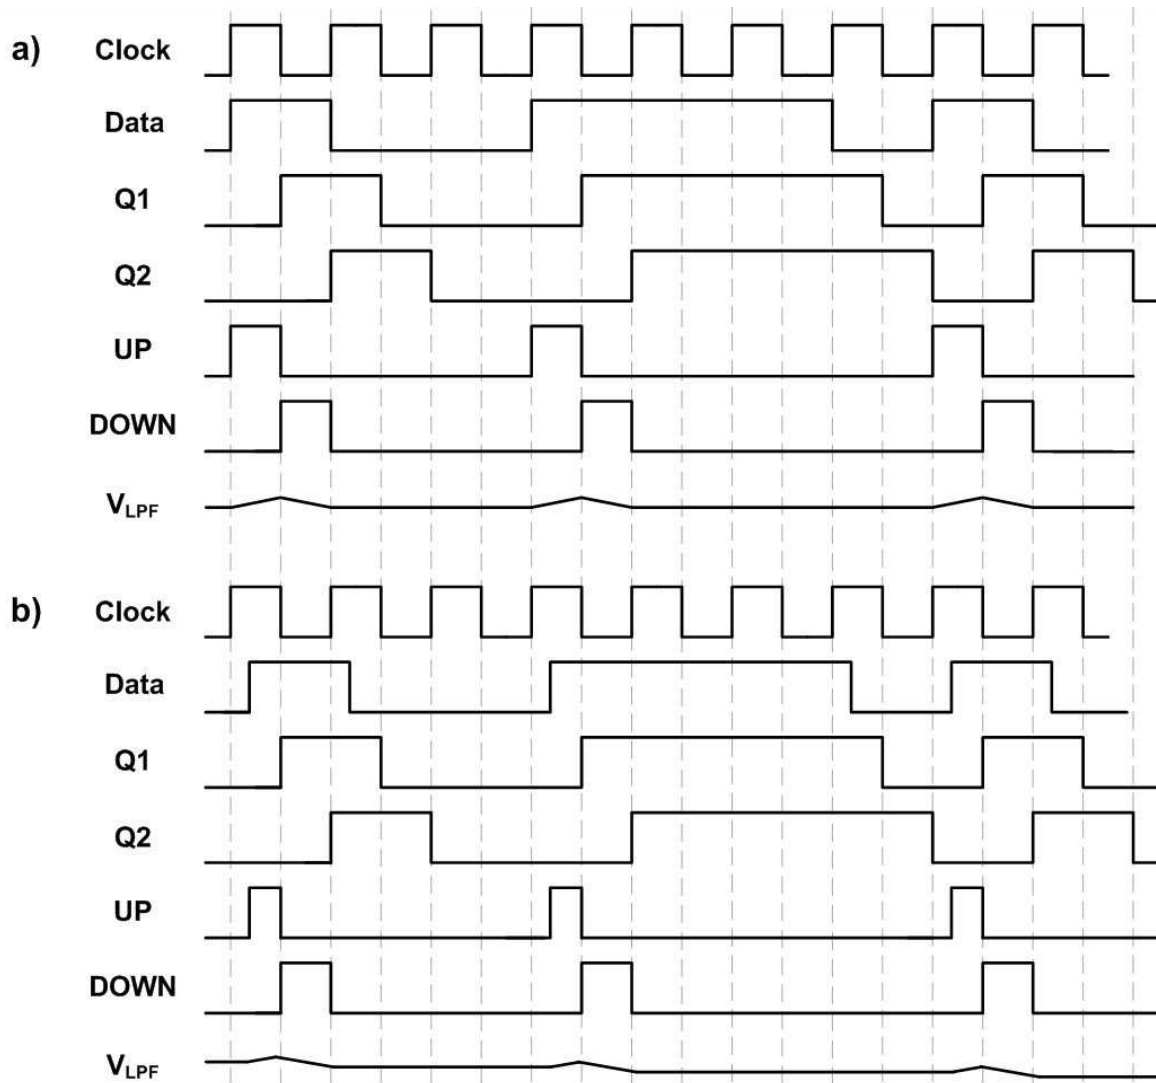 a) Clock
Data
Q1
Q2
UP
DOWN
VLPF
b) Clock
Data
Q1
Q2
UP
DOWN
VLPF